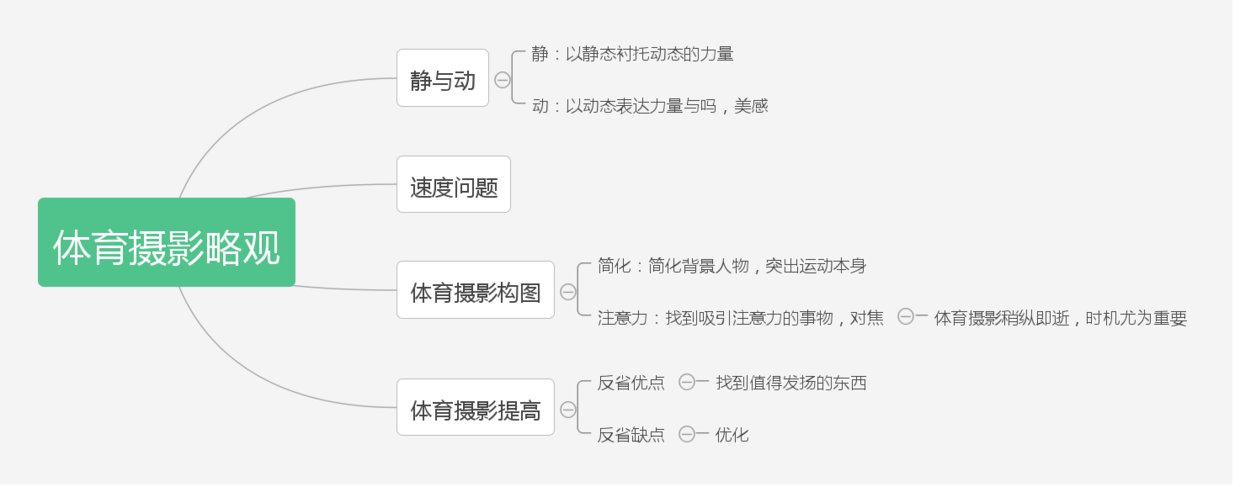 体育摄影略观
静与动
静：以静态衬托动态的力量
动：以动态表达力量与吗，美感
速度问题
体育摄影构图
简化：简化背景人物，突出运动本身
注意力：找到吸引注意力的事物，对焦
体育摄影稍纵即逝，时机尤为重要
体育摄影提高
反省优点
找到值得发扬的东西
反省缺点
优化